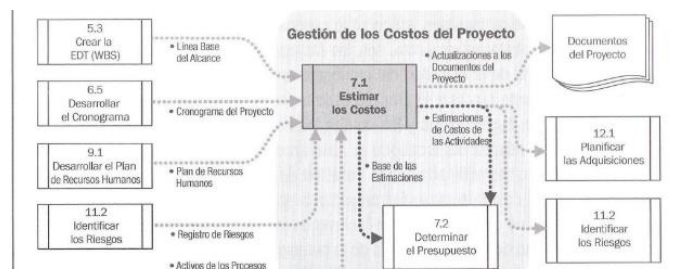 Gestión de los Costos del Proyecto
5.3
Crear la
EDT (WBS)
• Línea Base
del Alcance
6.5
Desarrollar
el Cronograma
• Cronograma del Proyecto
9.1
Desarrollar el Plan
de Recursos Humanos
• Plan de Recursos
Humanos
11.2
Identificar
los Riesgos
• Registro de Riesgos
• Activos de los Procesos
7.1
Estimar
los Costos
• Actualizaciones a los
Documentos del
Proyecto
• Estimaciones
de Costos de
las Actividades
• Base de las
Estimaciones
7.2
Determinar
el Presupuesto
Documentos
del Proyecto
12.1
Planificar
las Adquisiciones
11.2
Identificar
los Riesgos